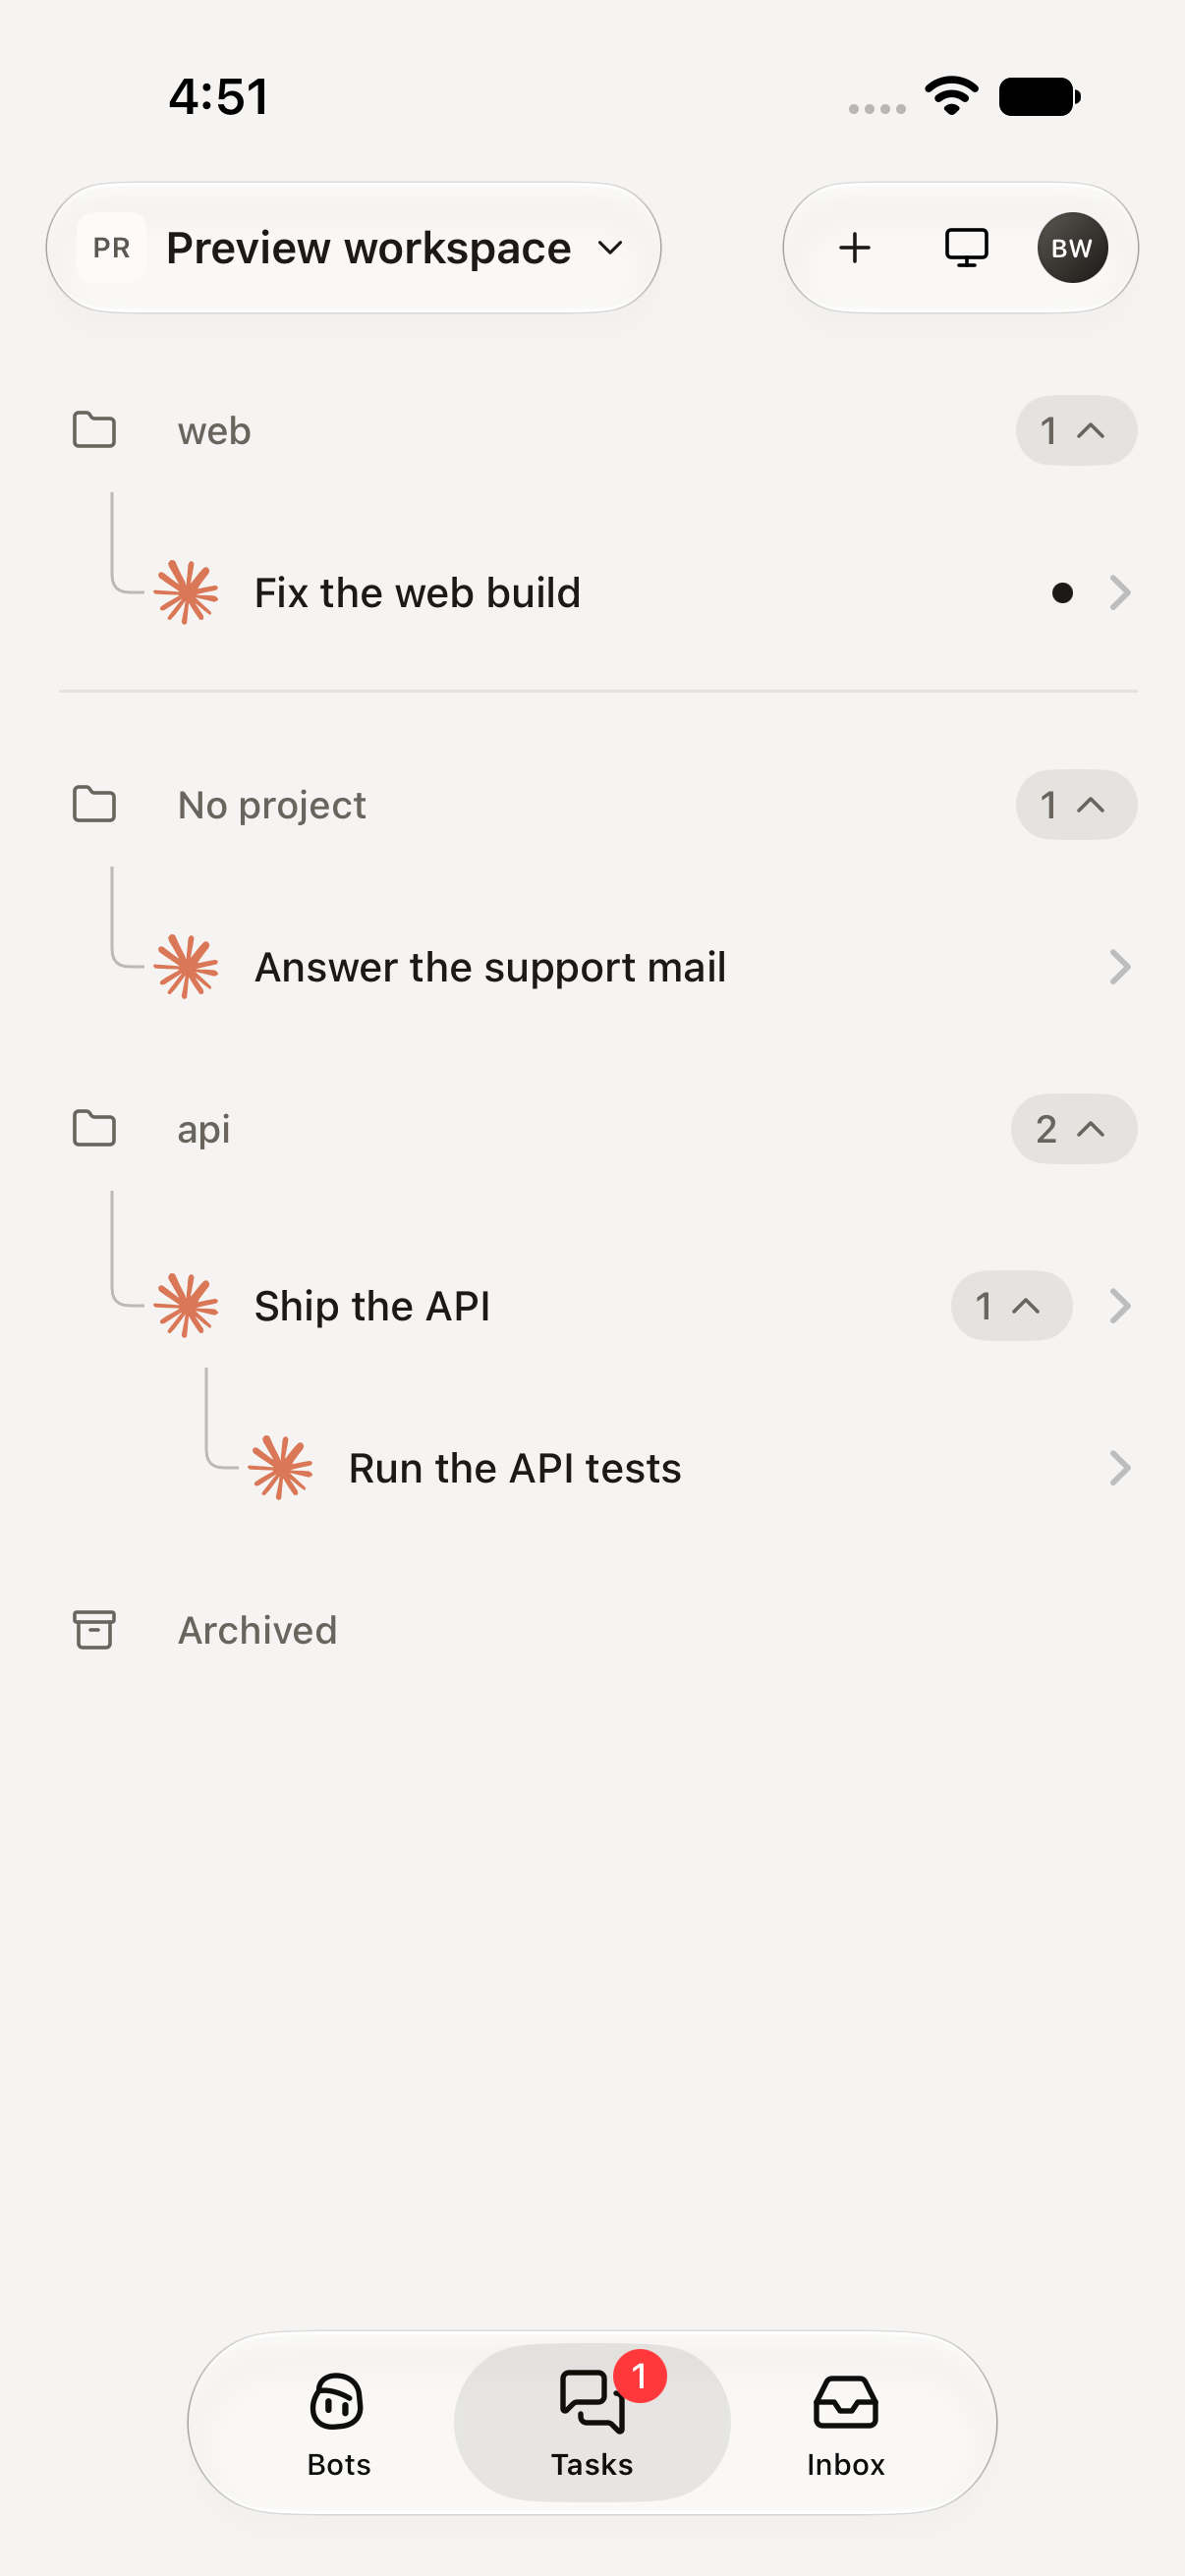 4:51
PR Preview workspace
BW
web 1
Fix the web build
No project 1
Answer the support mail
api 2
Ship the API 1
Run the API tests
Archived
1
Bots Tasks Inbox